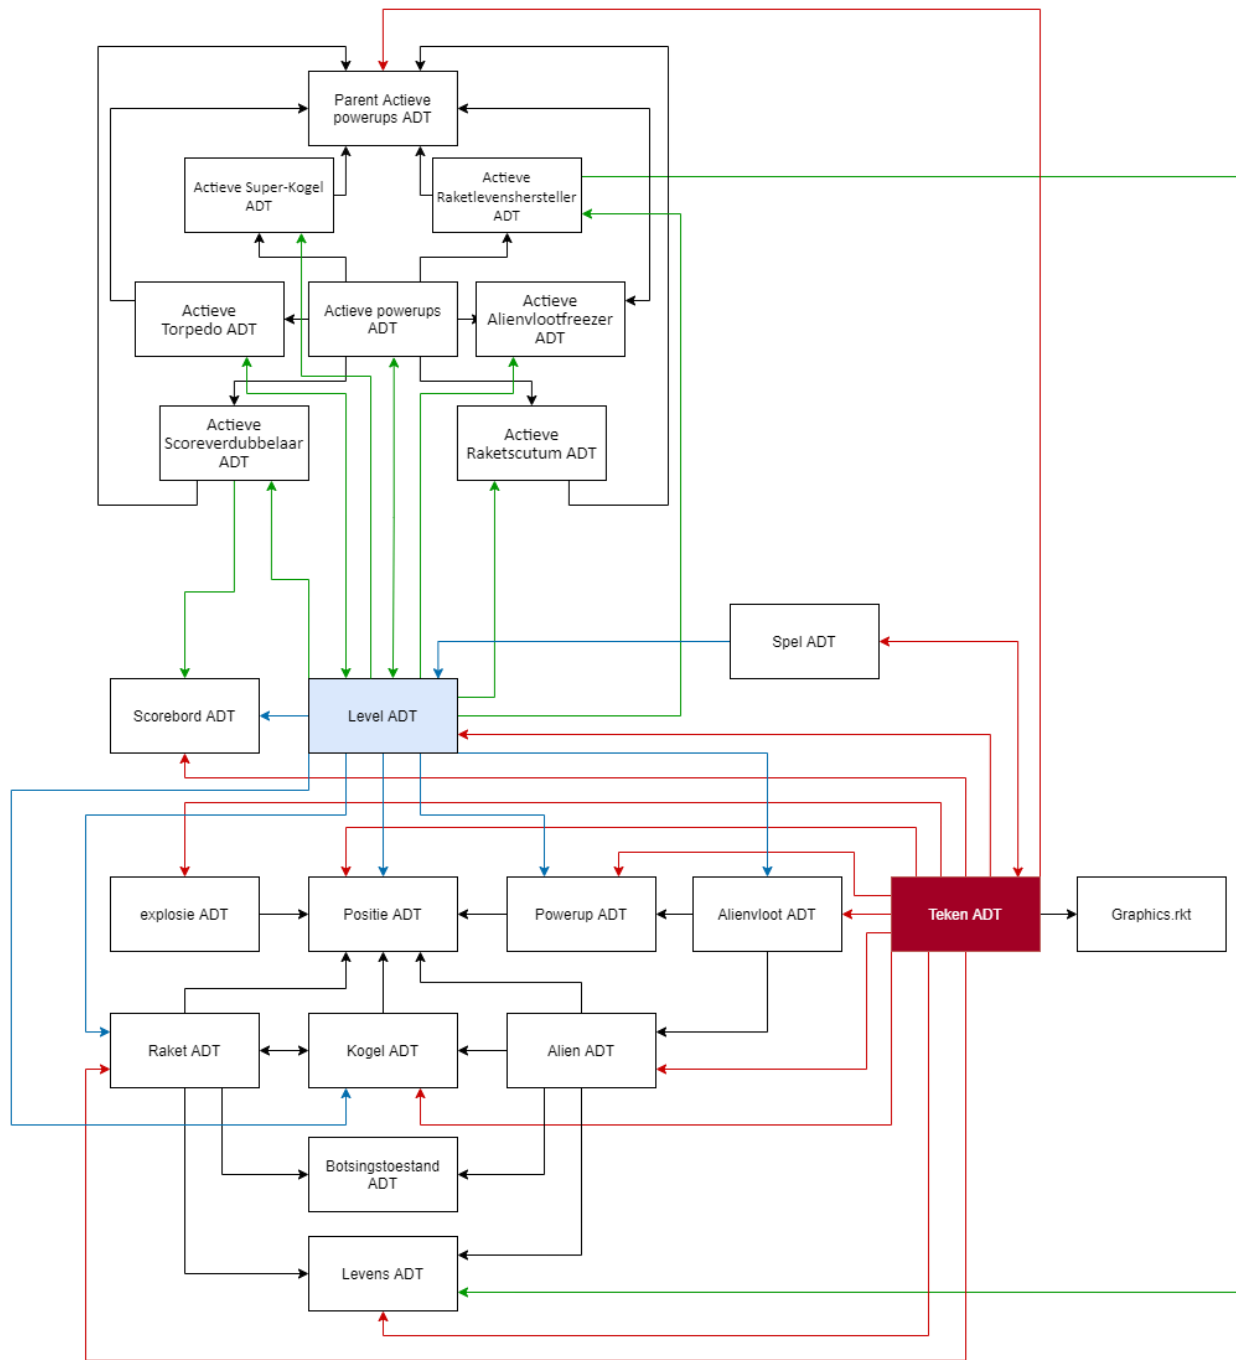 Parent Actieve
powerups ADT
Actieve Super-Kogel
ADT
Actieve
Raketlevenshersteller
ADT
Actieve
Torpedo ADT
Actieve powerups
ADT
Actieve
Alienvlootfreezer
ADT
Actieve
Scoreverdubbelaar
ADT
Actieve
Raketscutum ADT
Spel ADT
Scorebord ADT
Level ADT
explosie ADT
Positie ADT
Powerup ADT
Alienvloot ADT
Teken ADT
Graphics.rkt
Raket ADT
Kogel ADT
Alien ADT
Botsingstoestand
ADT
Levens ADT